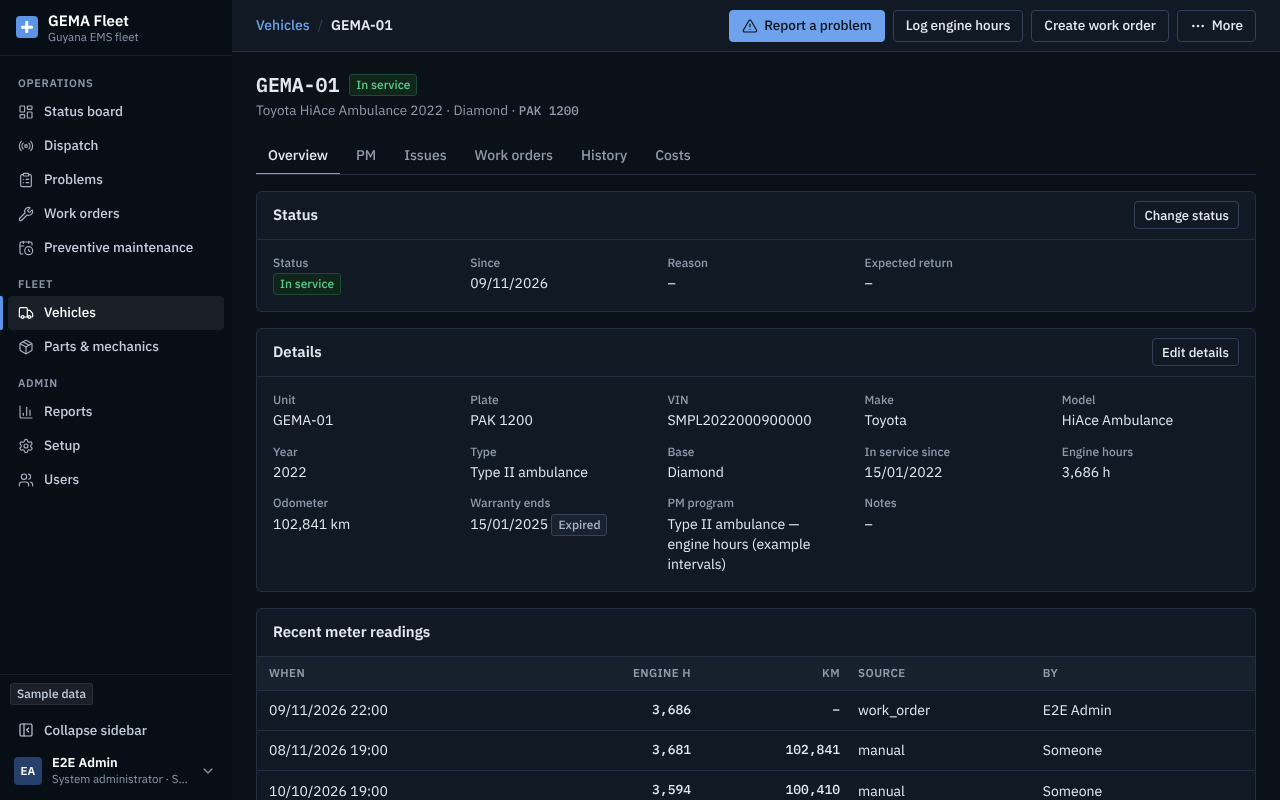 GEMA Fleet
Guyana EMS fleet
OPERATIONS
Status board
Dispatch
Problems
Work orders
Preventive maintenance
FLEET
Vehicles
Parts & mechanics
ADMIN
Reports
Setup
Users
Sample data
Collapse sidebar
EA
E2E Admin
System administrator · S…
Vehicles / GEMA-01
Report a problem
Log engine hours
Create work order
··· More
GEMA-01 In service
Toyota HiAce Ambulance 2022 · Diamond · PAK 1200
Overview PM Issues Work orders History Costs
Status
Change status
Status Since Reason Expected return
In service 09/11/2026 – –
Details
Edit details
Unit Plate VIN Make Model
GEMA-01 PAK 1200 SMPL2022000900000 Toyota HiAce Ambulance
Year Type Base In service since Engine hours
2022 Type II ambulance Diamond 15/01/2022 3,686 h
Odometer Warranty ends PM program Notes
102,841 km 15/01/2025 Expired Type II ambulance — –
engine hours (example
intervals)
Recent meter readings
WHEN ENGINE H KM SOURCE BY
09/11/2026 22:00 3,686 – work_order E2E Admin
08/11/2026 19:00 3,681 102,841 manual Someone
10/10/2026 19:00 3,594 100,410 manual Someone